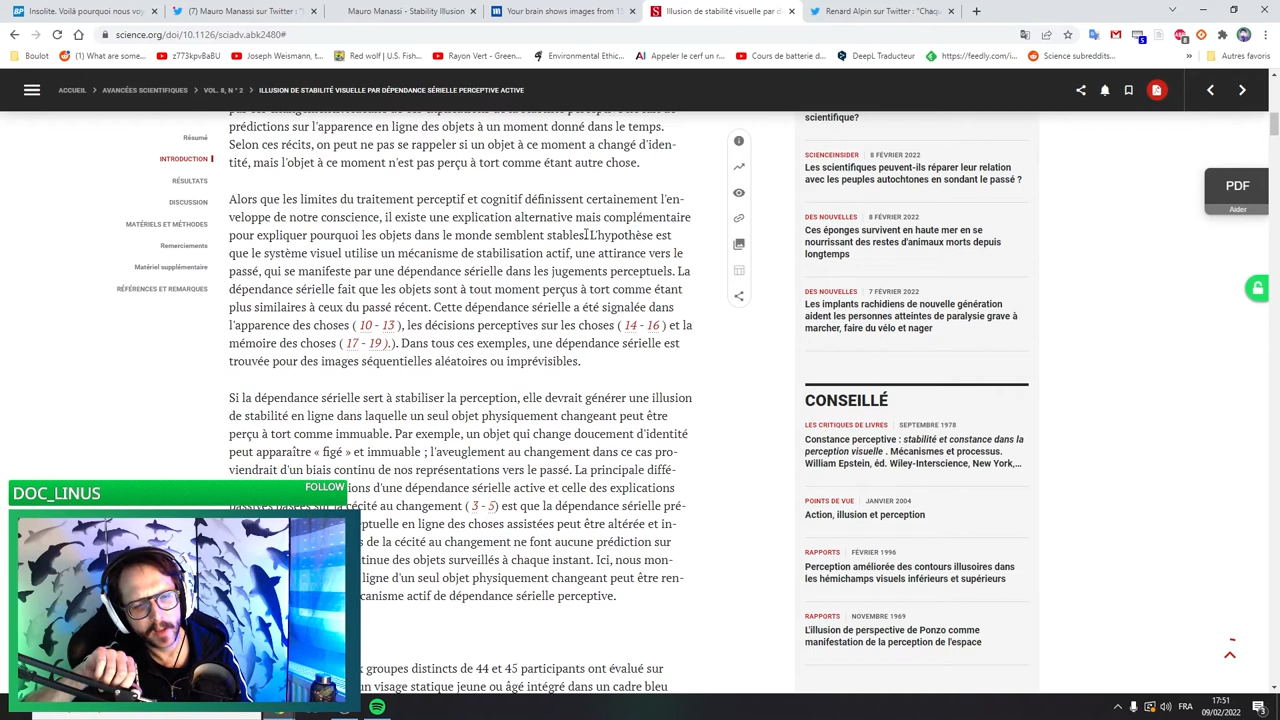 Insolite. Voilà pourquoi nous voy
(2) Mauro Manassi sur Twitter : "P
Mauro Manassi - Stability Illusion
Your brain shows images from 15
Illusion de stabilité visuelle par d
(2) Renard Alpin sur Twitter : "Cha
science.org/doi/10.1126/sciadv.abk2480#
Boulot
(1) What are some...
z773kpvBaBU
Joseph Weismann, t...
Red wolf | U.S. Fish...
Rayon Vert - Green...
Environmental Ethic...
Appeler le cerf un r...
Cours de batterie d...
DeepL Traducteur
https://feedly.com/i...
Science subreddits...
»
Autres favoris
ACCUEIL > AVANCÉES SCIENTIFIQUES > VOL. 8, N ° 2 > ILLUSION DE STABILITÉ VISUELLE PAR DÉPENDANCE SÉRIELLE PERCEPTIVE ACTIVE
Résumé
INTRODUCTION
RÉSULTATS
DISCUSSION
MATÉRIELS ET MÉTHODES
Remerciements
Matériel supplémentaire
RÉFÉRENCES ET REMARQUES
prédictions sur l'apparence en ligne des objets à un moment donné dans le temps.
Selon ces récits, on peut ne pas se rappeler si un objet à ce moment a changé d'iden-
tité, mais l'objet à ce moment n'est pas perçu à tort comme étant autre chose.
Alors que les limites du traitement perceptif et cognitif définissent certainement l'en-
veloppe de notre conscience, il existe une explication alternative mais complémentaire
pour expliquer pourquoi les objets dans le monde semblent stables. L'hypothèse est
que le système visuel utilise un mécanisme de stabilisation actif, une attirance vers le
passé, qui se manifeste par une dépendance sérielle dans les jugements perceptuels. La
dépendance sérielle fait que les objets sont à tout moment perçus à tort comme étant
plus similaires à ceux du passé récent. Cette dépendance sérielle a été signalée dans
l'apparence des choses ( 10 - 13 ), les décisions perceptives sur les choses ( 14 - 16 ) et la
mémoire des choses ( 17 - 19 ).). Dans tous ces exemples, une dépendance sérielle est
trouvée pour des images séquentielles aléatoires ou imprévisibles.
Si la dépendance sérielle sert à stabiliser la perception, elle devrait générer une illusion
de stabilité en ligne dans laquelle un seul objet physiquement changeant peut être
perçu à tort comme immuable. Par exemple, un objet qui change doucement d'identité
peut apparaître « figé » et immuable ; l'aveuglement au changement dans ce cas pro-
viendrait d'un biais continu de nos représentations vers le passé. La principale diffé-
ions d'une dépendance sérielle active et celle des explications
cécité au changement ( 3 - 5) est que la dépendance sérielle pré-
ptuelle en ligne des choses assistées peut être altérée et in-
s de la cécité au changement ne font aucune prédiction sur
tinue des objets surveillés à chaque instant. Ici, nous mon-
ligne d'un seul objet physiquement changeant peut être ren-
canisme actif de dépendance sérielle perceptive.
x groupes distincts de 44 et 45 participants ont évalué sur
un visage statique jeune ou âgé intégré dans un cadre bleu
scientifique?
SCIENCEINSIDER | 8 FÉVRIER 2022
Les scientifiques peuvent-ils réparer leur relation
avec les peuples autochtones en sondant le passé ?
DES NOUVELLES | 8 FÉVRIER 2022
Ces éponges survivent en haute mer en se
nourrissant des restes d'animaux morts depuis
longtemps
DES NOUVELLES | 7 FÉVRIER 2022
Les implants rachidiens de nouvelle génération
aident les personnes atteintes de paralysie grave à
marcher, faire du vélo et nager
CONSEILLÉ
LES CRITIQUES DE LIVRES | SEPTEMBRE 1978
Constance perceptive : stabilité et constance dans la
perception visuelle . Mécanismes et processus.
William Epstein, éd. Wiley-Interscience, New York,...
POINTS DE VUE | JANVIER 2004
Action, illusion et perception
RAPPORTS | FÉVRIER 1996
Perception améliorée des contours illusoires dans
les hémichamps visuels inférieurs et supérieurs
RAPPORTS | NOVEMBRE 1969
L'illusion de perspective de Ponzo comme
manifestation de la perception de l'espace
PDF
Aider
DOC_LINUS
FOLLOW
FRA
17:51
09/02/2022